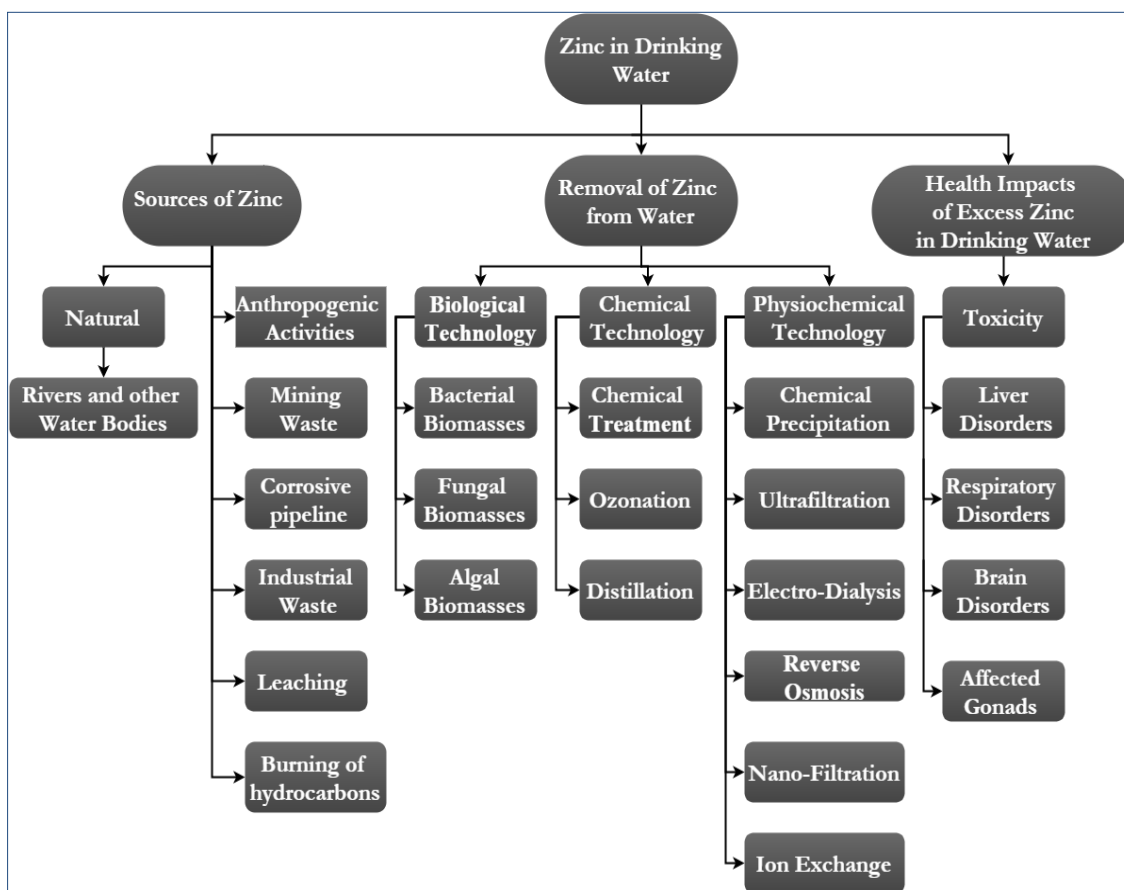 Zinc in Drinking
Water
Sources of Zinc
Removal of Zinc
from Water
Health Impacts
of Excess Zinc
in Drinking Water
Natural
Rivers and other
Water Bodies
Anthropogenic
Activities
Mining
Waste
Corrosive
pipeline
Industrial
Waste
Leaching
Burning of
hydrocarbons
Biological
Technology
Bacterial
Biomasses
Fungal
Biomasses
Algal
Biomasses
Chemical
Technology
Chemical
Treatment
Ozonation
Distillation
Physiochemical
Technology
Chemical
Precipitation
Ultrafiltration
Electro-Dialysis
Reverse
Osmosis
Nano-Filtration
Ion Exchange
Toxicity
Liver
Disorders
Respiratory
Disorders
Brain
Disorders
Affected
Gonads